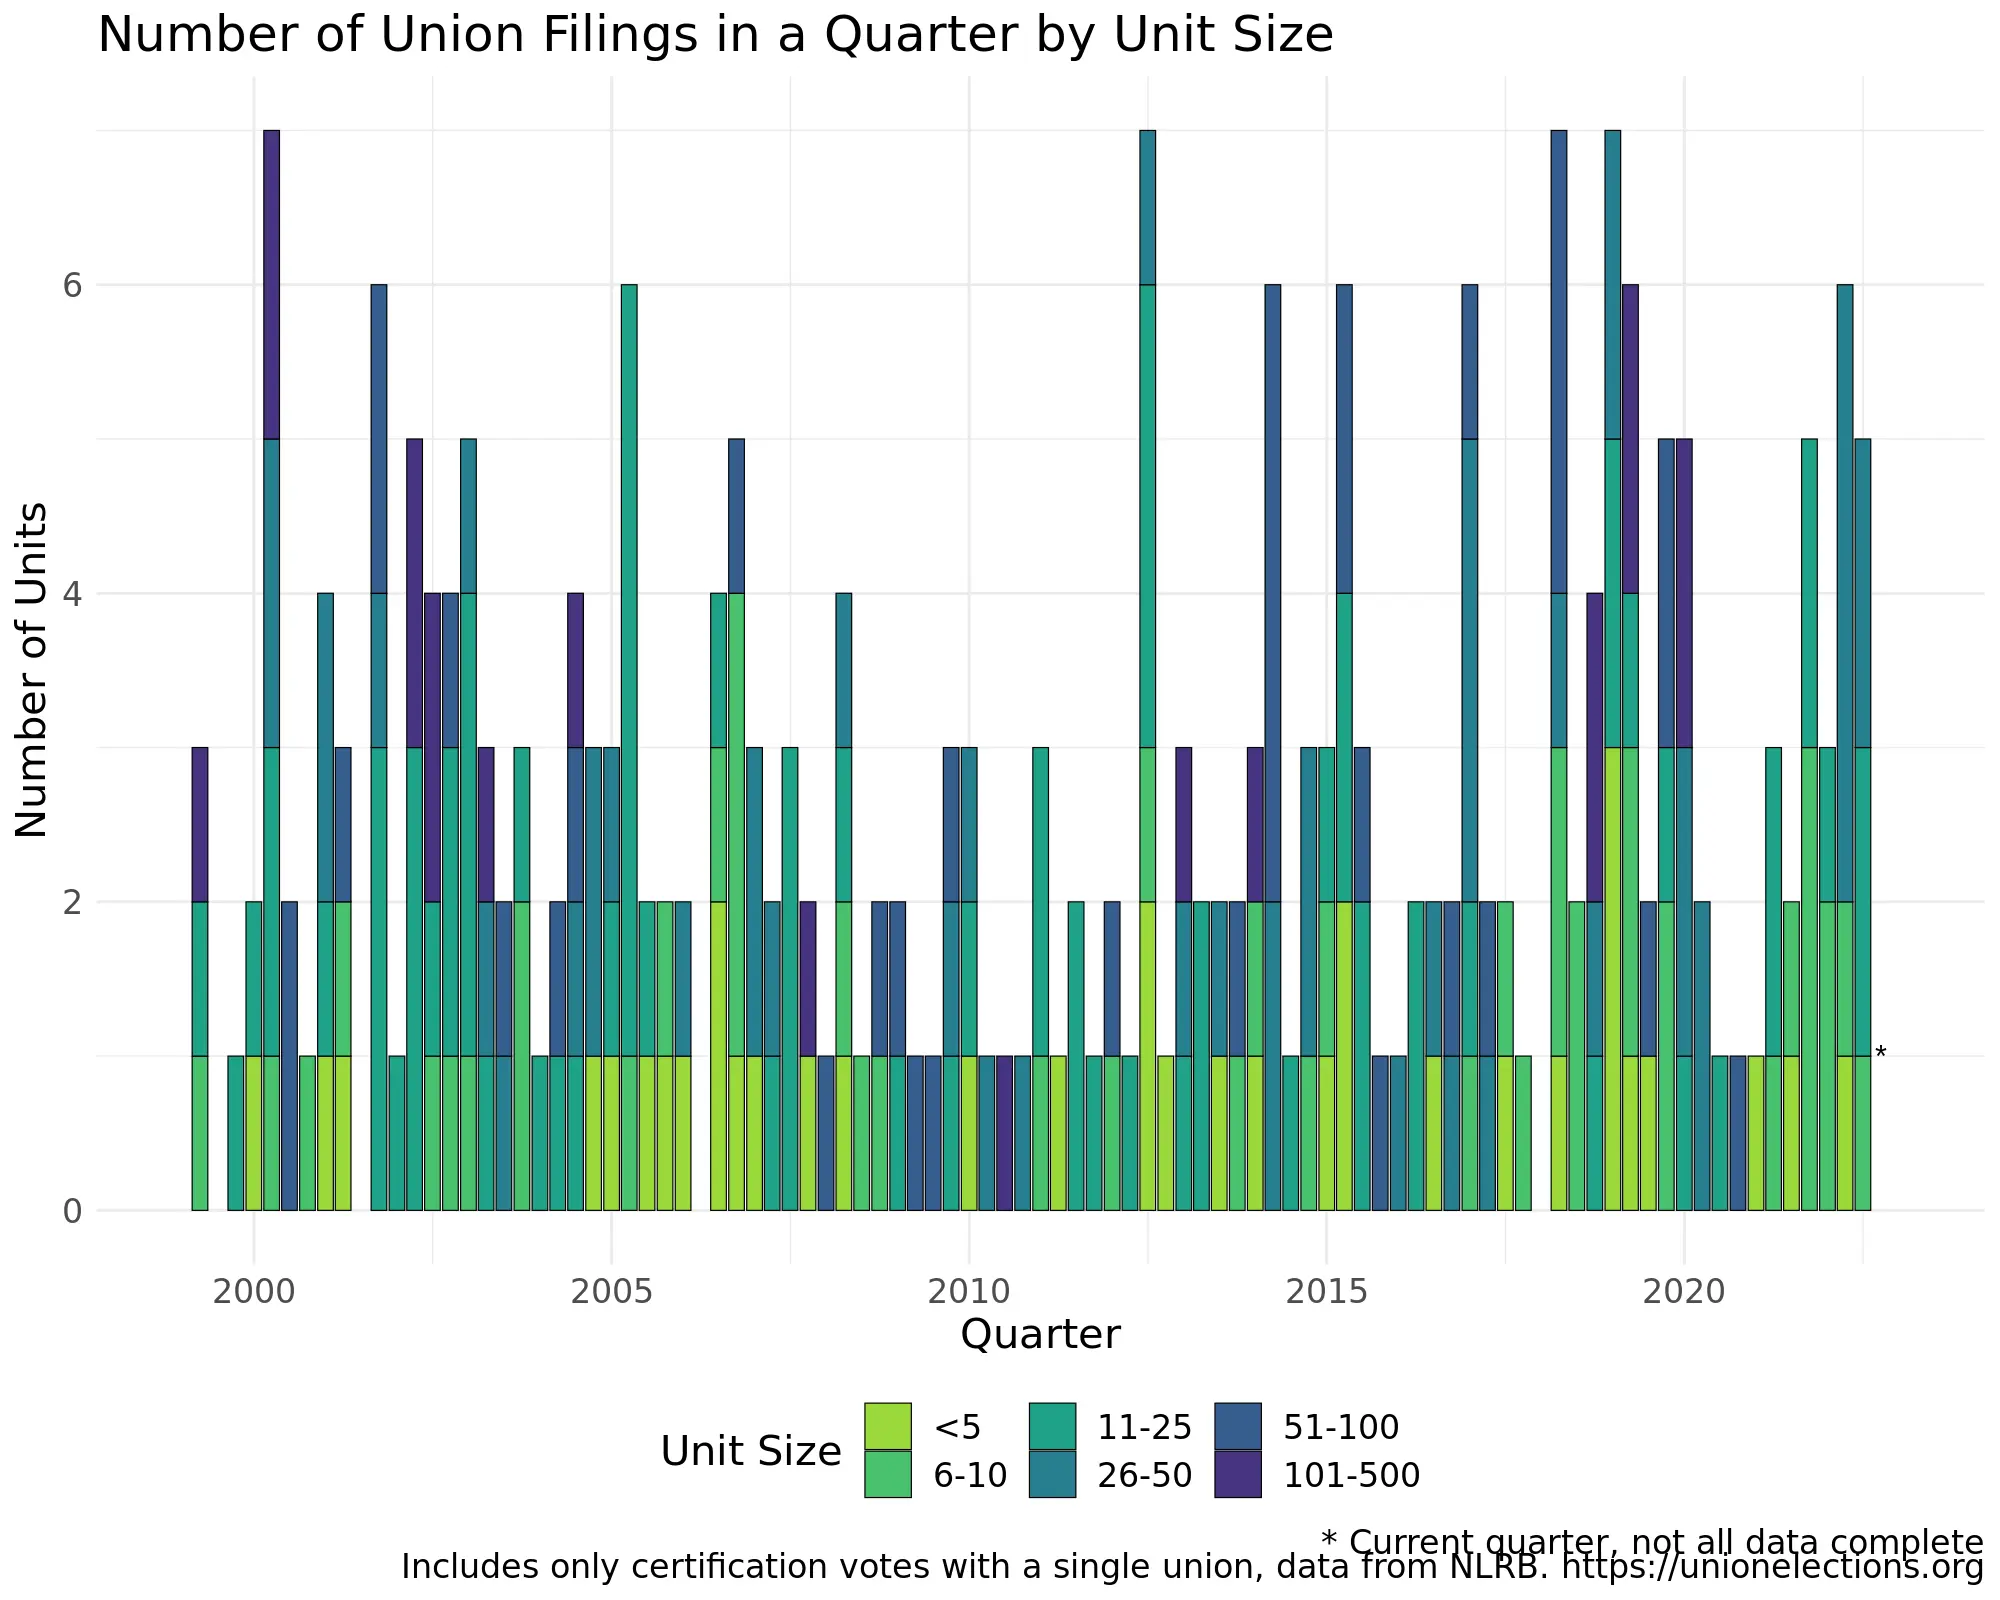 Number of Union Filings in a Quarter by Unit Size
Number of Units
6
4
2
0
*
2000 2005 2010 2015 2020
Quarter
Unit Size
<5 11-25 51-100
6-10 26-50 101-500
* Current quarter, not all data complete
Includes only certification votes with a single union, data from NLRB. https://unionelections.org